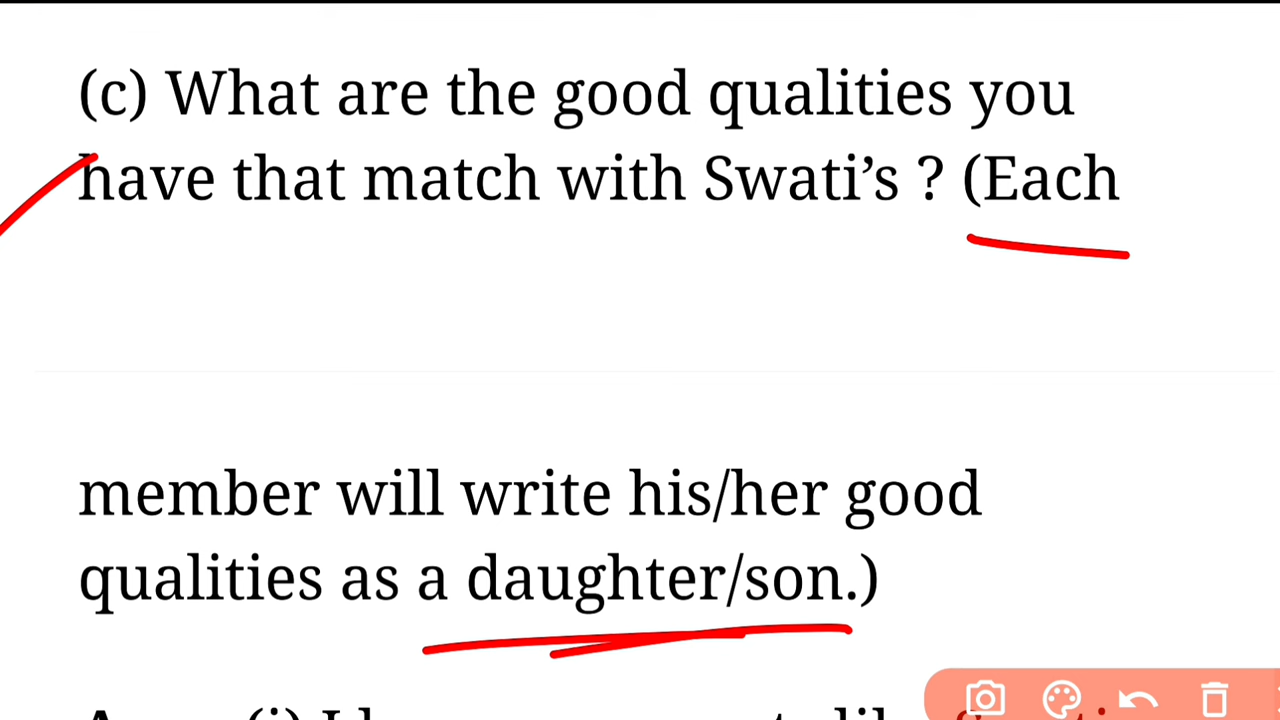 (c) What are the good qualities you
have that match with Swati’s ? (Each
member will write his/her good
qualities as a daughter/son.)